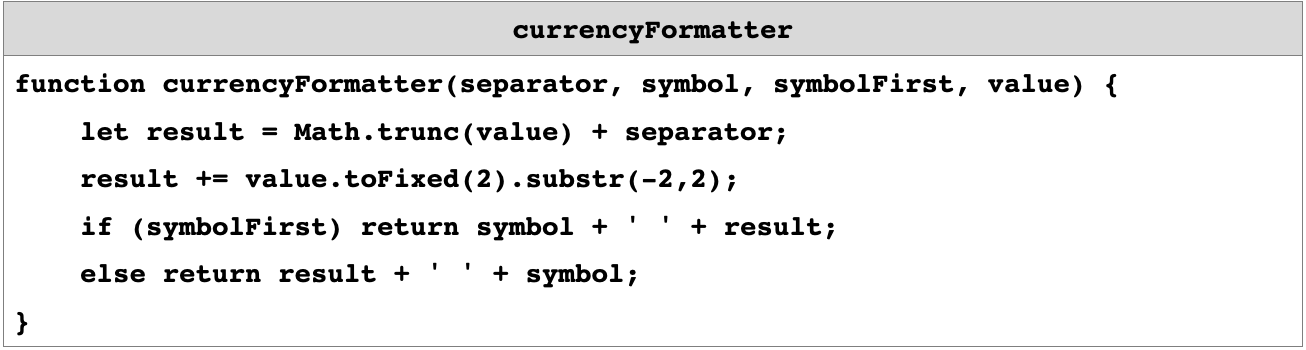 currencyFormatter
function currencyFormatter(separator, symbol, symbolFirst, value) {
    let result = Math.trunc(value) + separator;
    result += value.toFixed(2).substr(-2,2);
    if (symbolFirst) return symbol + ' ' + result;
    else return result + ' ' + symbol;
}